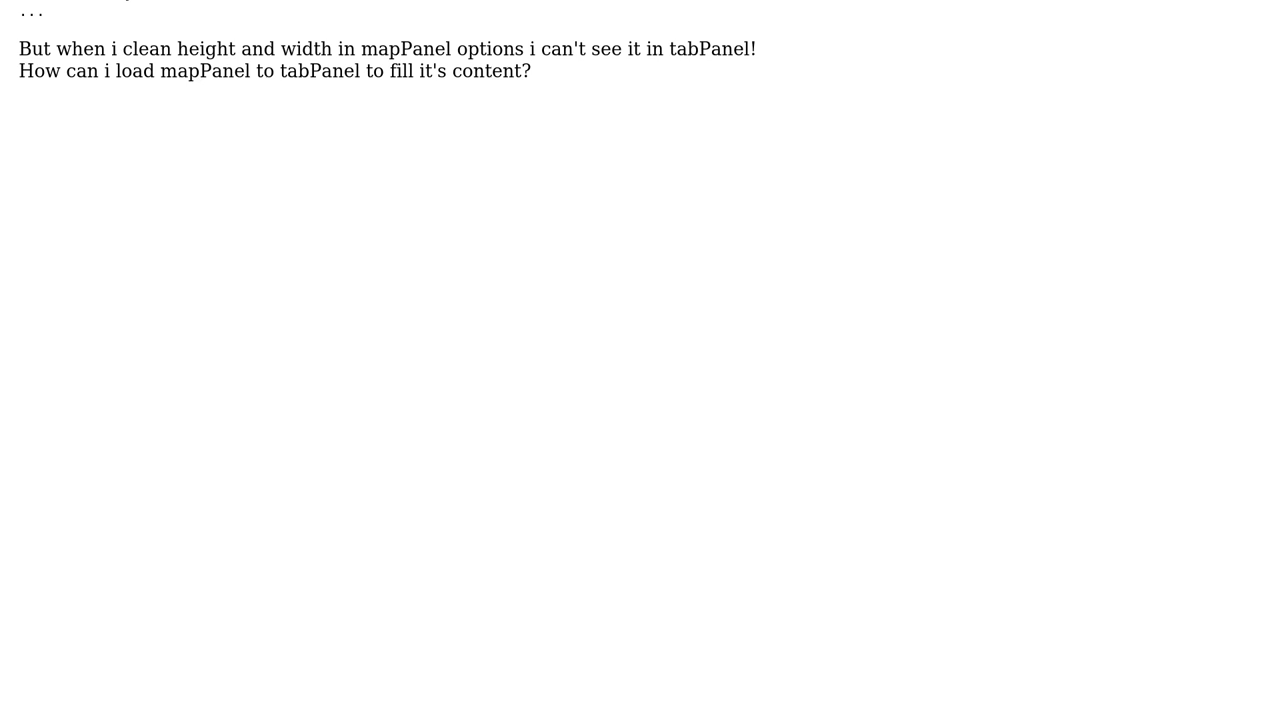 ...
But when i clean height and width in mapPanel options i can't see it in tabPanel!
How can i load mapPanel to tabPanel to fill it's content?